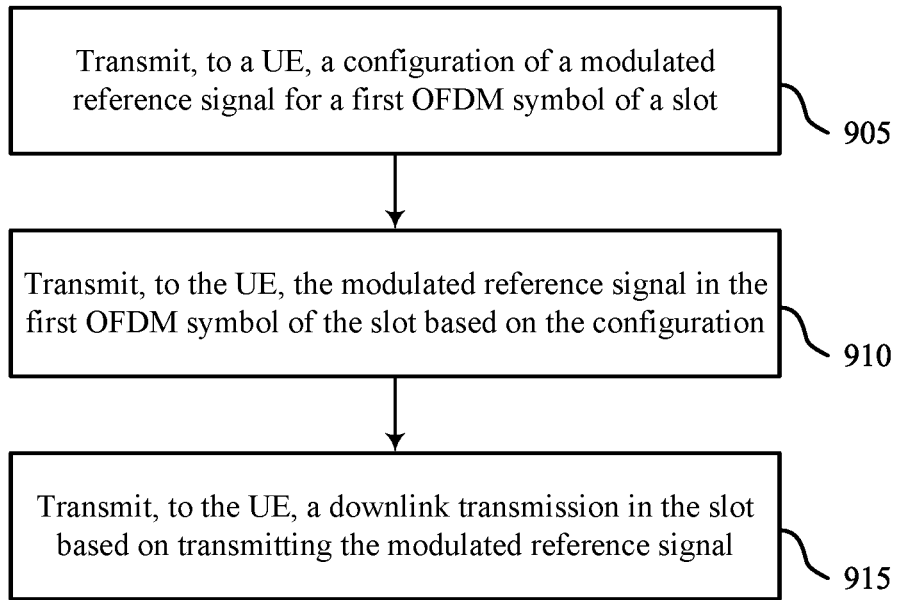 Transmit, to a UE, a configuration of a modulated
reference signal for a first OFDM symbol of a slot
905
Transmit, to the UE, the modulated reference signal in the
first OFDM symbol of the slot based on the configuration
910
Transmit, to the UE, a downlink transmission in the slot
based on transmitting the modulated reference signal
915